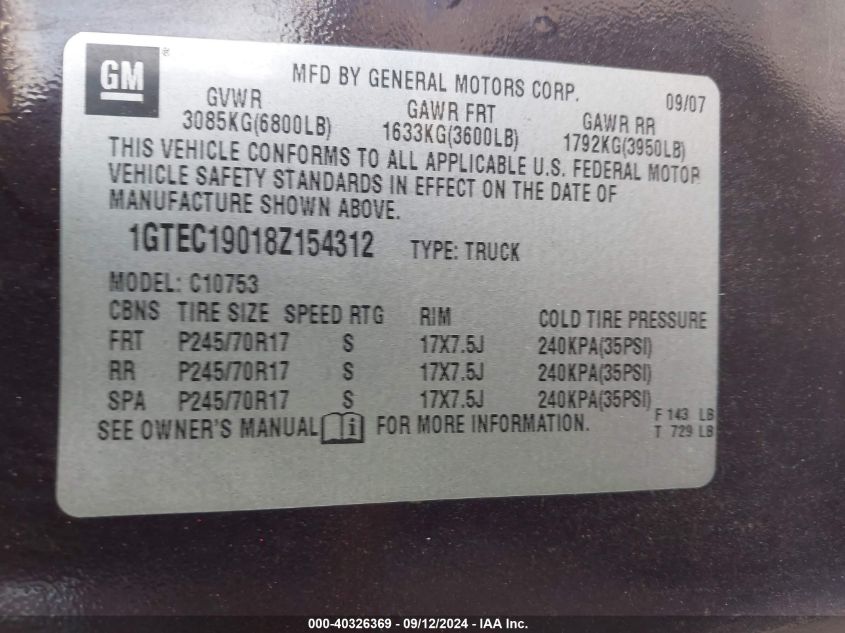 GM ®
MFD BY GENERAL MOTORS CORP. 09/07
GVWR GAWR FRT GAWR RR
3085KG(6800LB) 1633KG(3600LB) 1792KG(3950LB)
THIS VEHICLE CONFORMS TO ALL APPLICABLE U.S. FEDERAL MOTOR
VEHICLE SAFETY STANDARDS IN EFFECT ON THE DATE OF
MANUFACTURE SHOWN ABOVE.
1GTEC19018Z154312 TYPE: TRUCK
MODEL: C10753
CBNS TIRE SIZE SPEED RTG RIM COLD TIRE PRESSURE
FRT P245/70R17 S 17X7.5J 240KPA(35PSI)
RR P245/70R17 S 17X7.5J 240KPA(35PSI)
SPA P245/70R17 S 17X7.5J 240KPA(35PSI)
F 143 LB
SEE OWNER'S MANUAL i FOR MORE INFORMATION.
T 729 LB
000-40326369 - 09/12/2024 - IAA Inc.